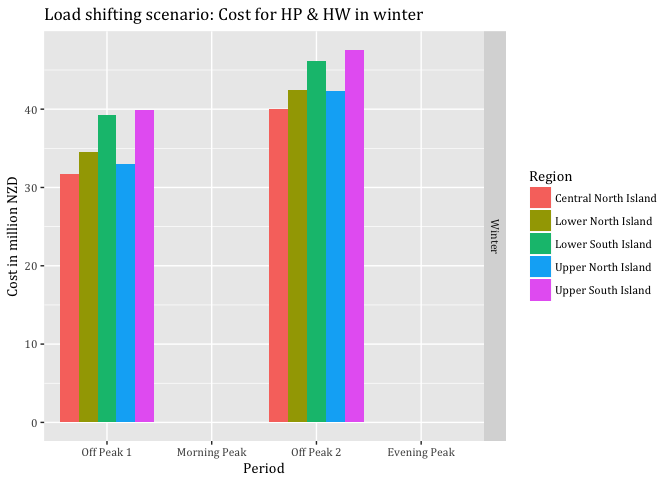 Load shifting scenario: Cost for HP & HW in winter
Cost in million NZD
40
30
20
10
0
Off Peak 1
Morning Peak
Off Peak 2
Evening Peak
Period
Winter
Region
Central North Island
Lower North Island
Lower South Island
Upper North Island
Upper South Island